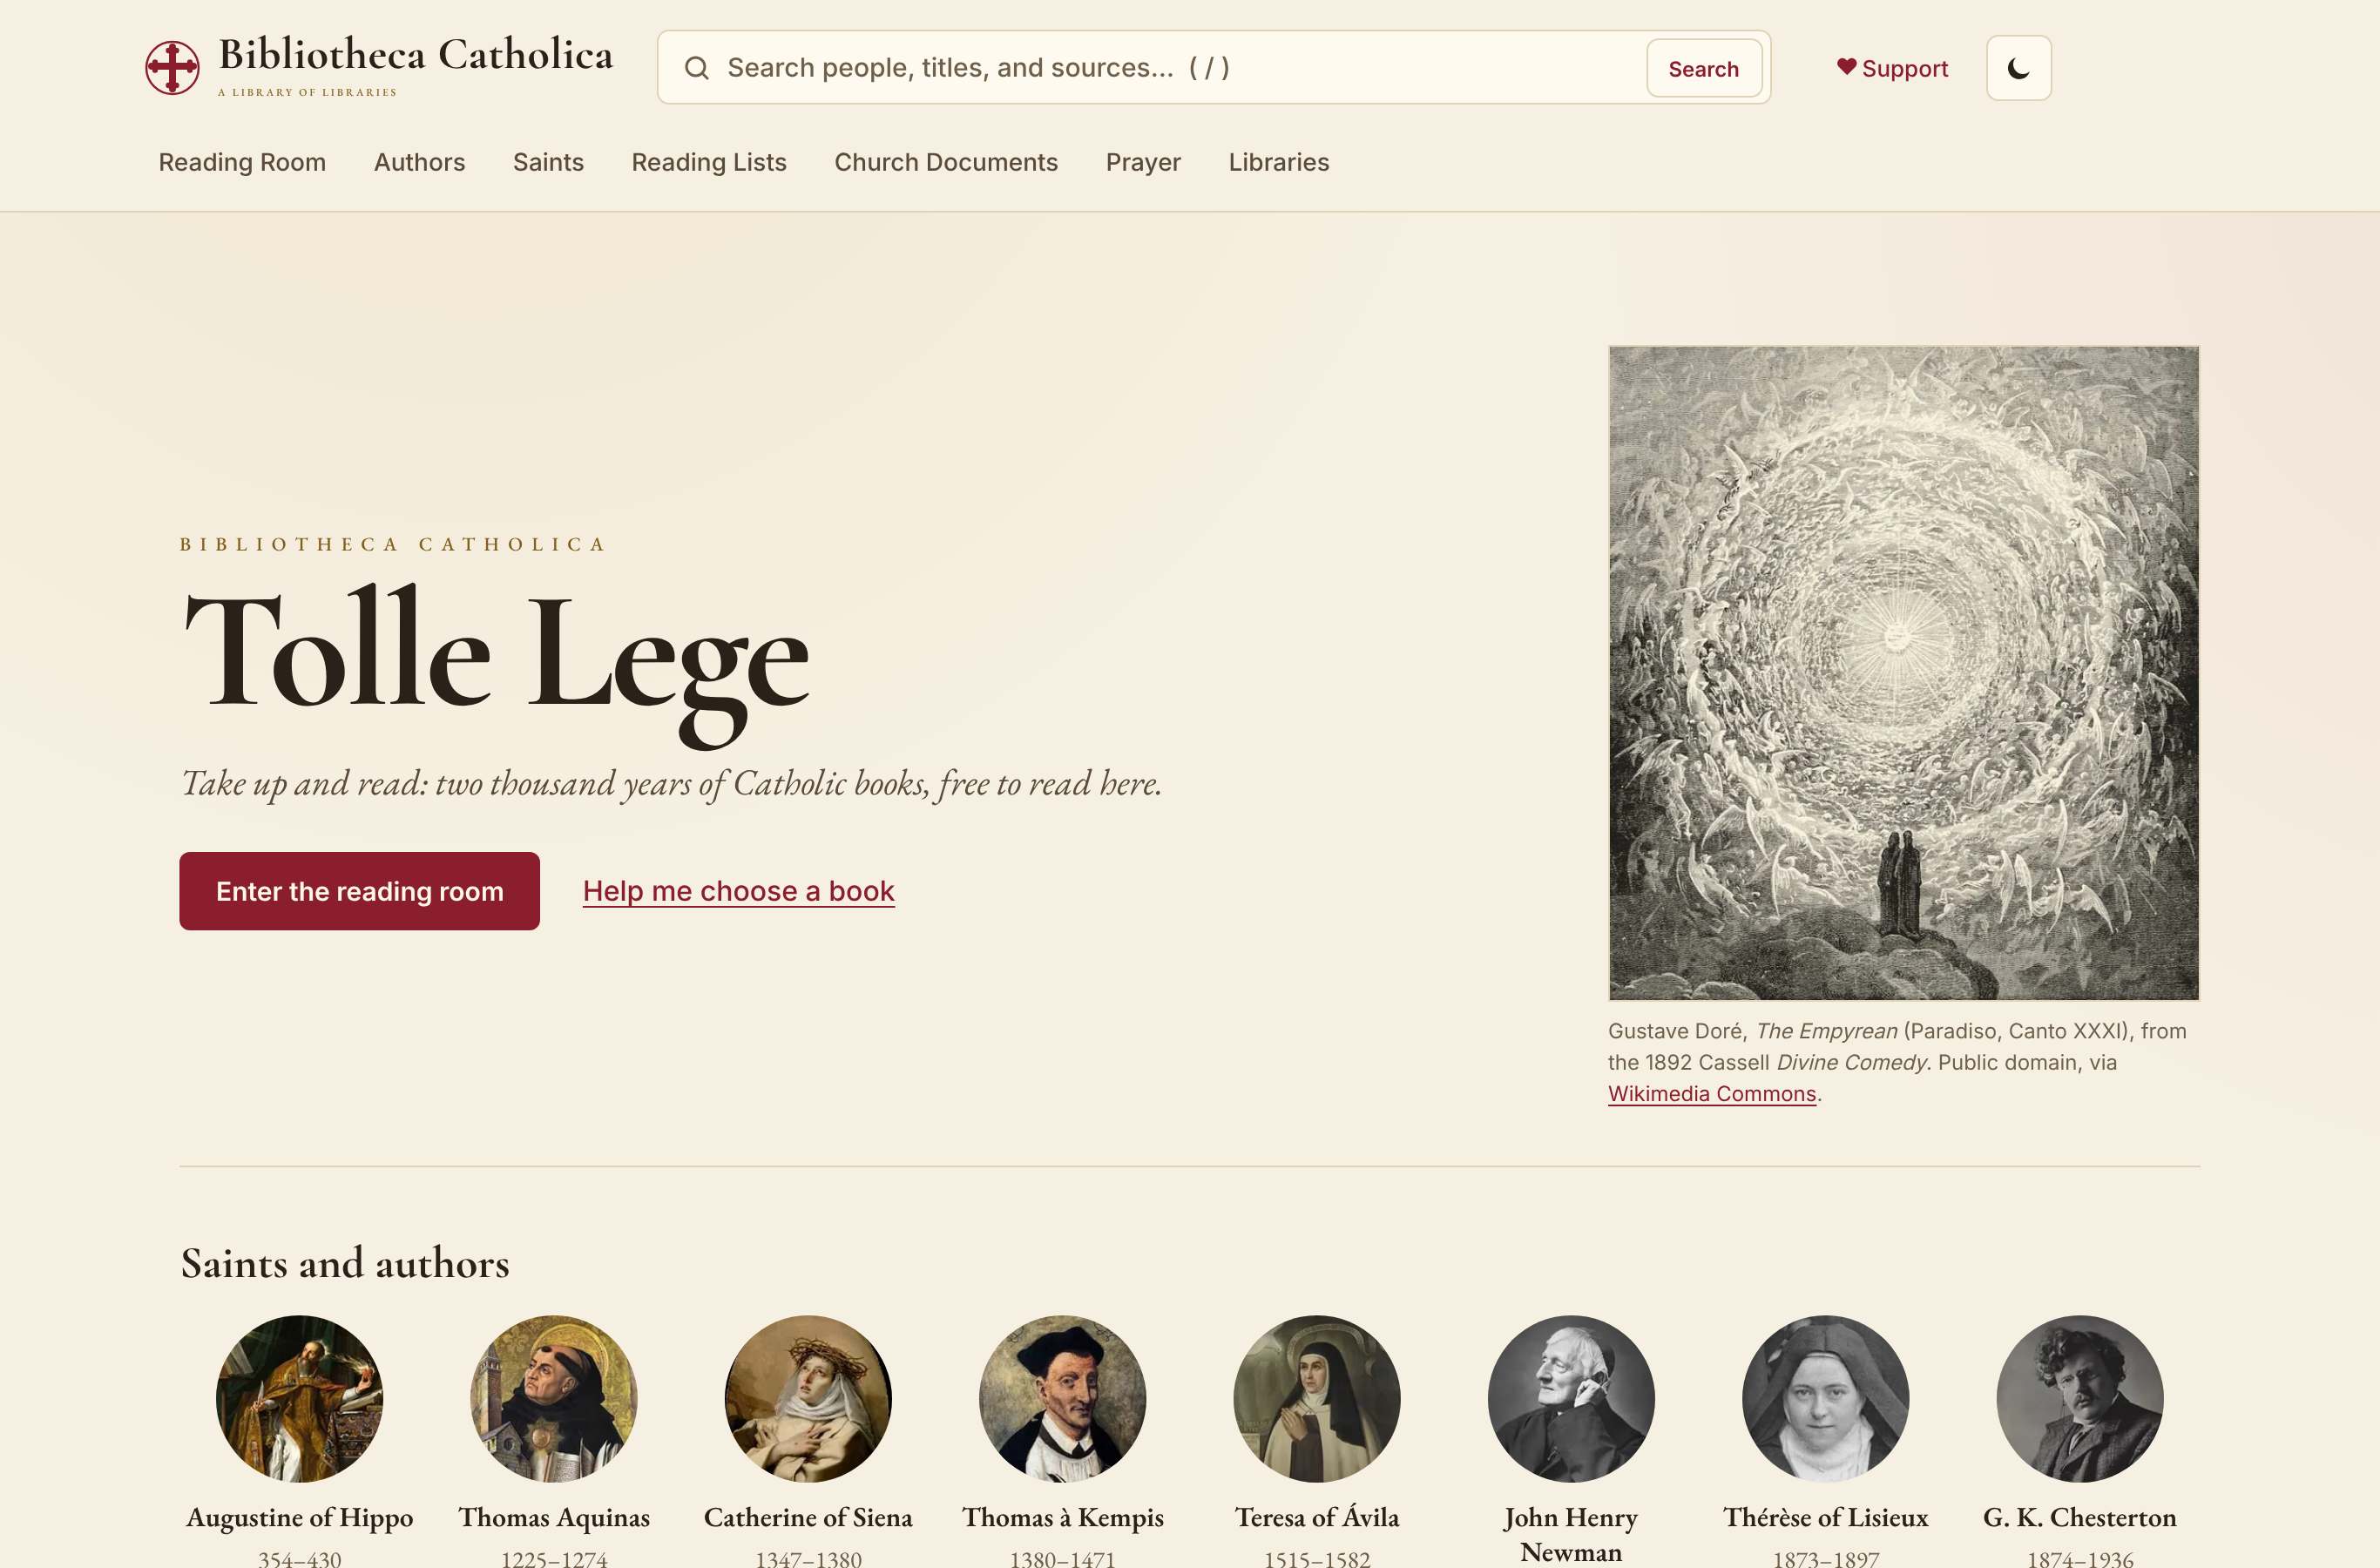 Bibliotheca Catholica
A LIBRARY OF LIBRARIES
Search people, titles, and sources... ( / )
Search
Support
Reading Room
Authors
Saints
Reading Lists
Church Documents
Prayer
Libraries
BIBLIOTHECA CATHOLICA
Tolle Lege
Take up and read: two thousand years of Catholic books, free to read here.
Enter the reading room
Help me choose a book
Gustave Doré, The Empyrean (Paradiso, Canto XXXI), from
the 1892 Cassell Divine Comedy. Public domain, via
Wikimedia Commons.
Saints and authors
Augustine of Hippo
354–430
Thomas Aquinas
1225–1274
Catherine of Siena
1347–1380
Thomas à Kempis
1380–1471
Teresa of Ávila
1515–1582
John Henry
Newman
Thérèse of Lisieux
1873–1897
G. K. Chesterton
1874–1936